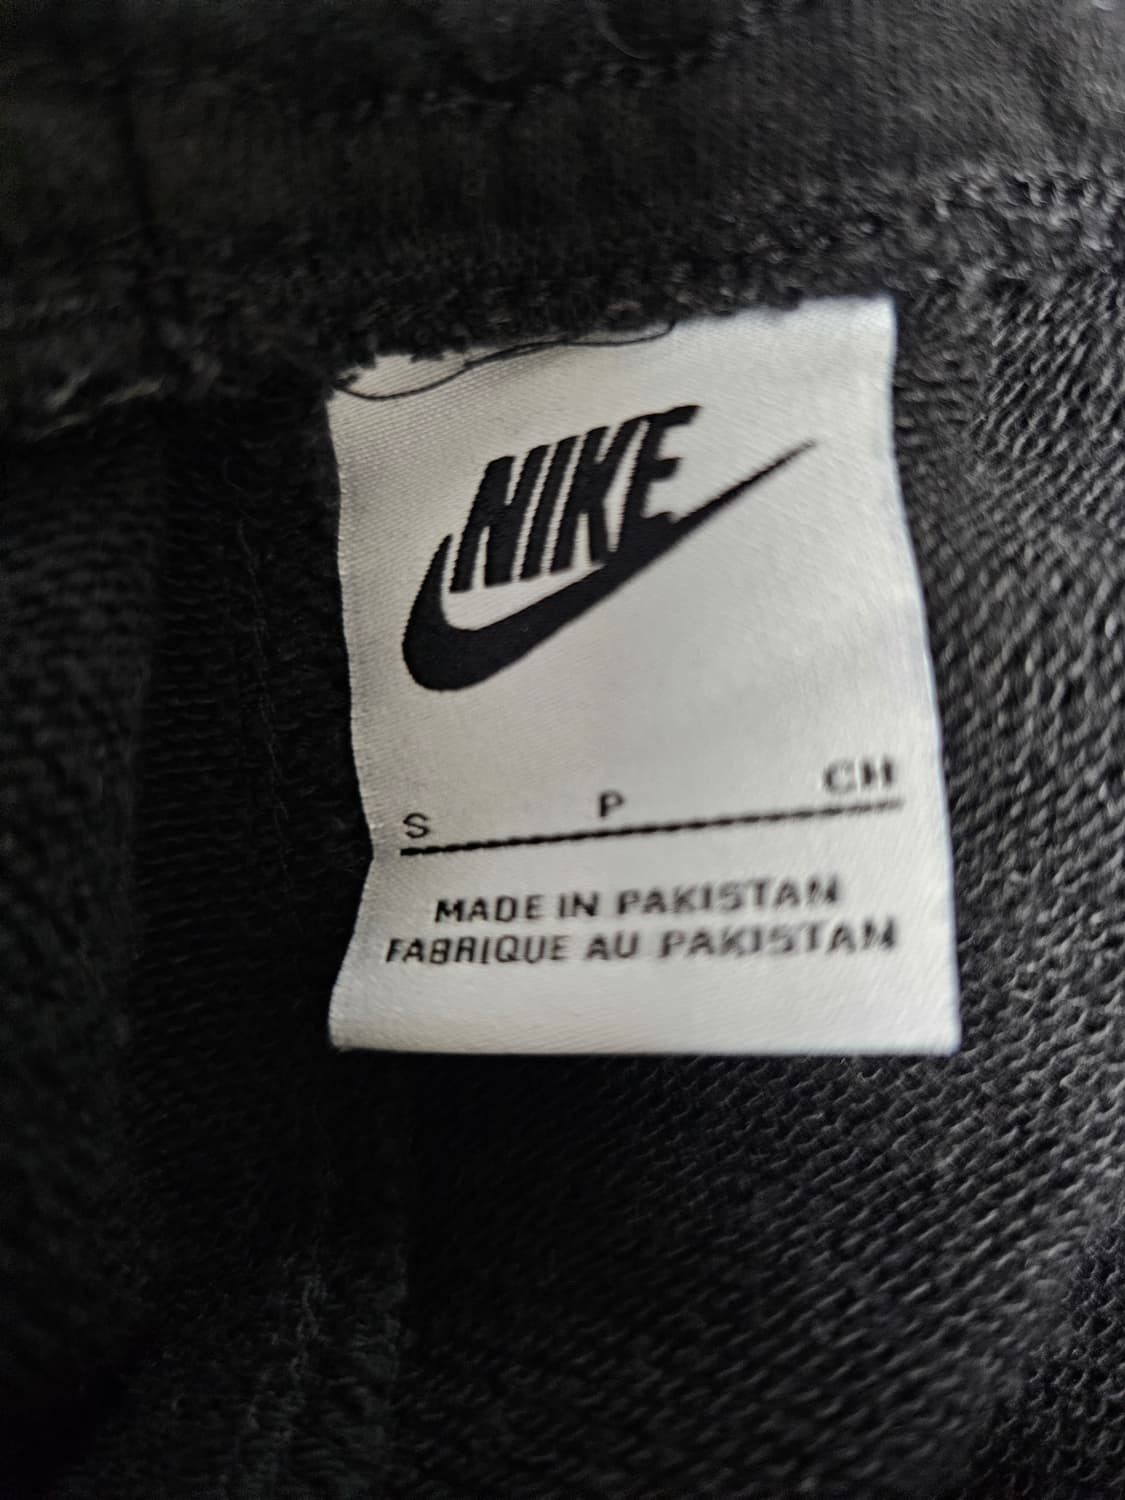 NIKE
S P CH
MADE IN PAKISTAN
FABRIQUE AU PAKISTAN